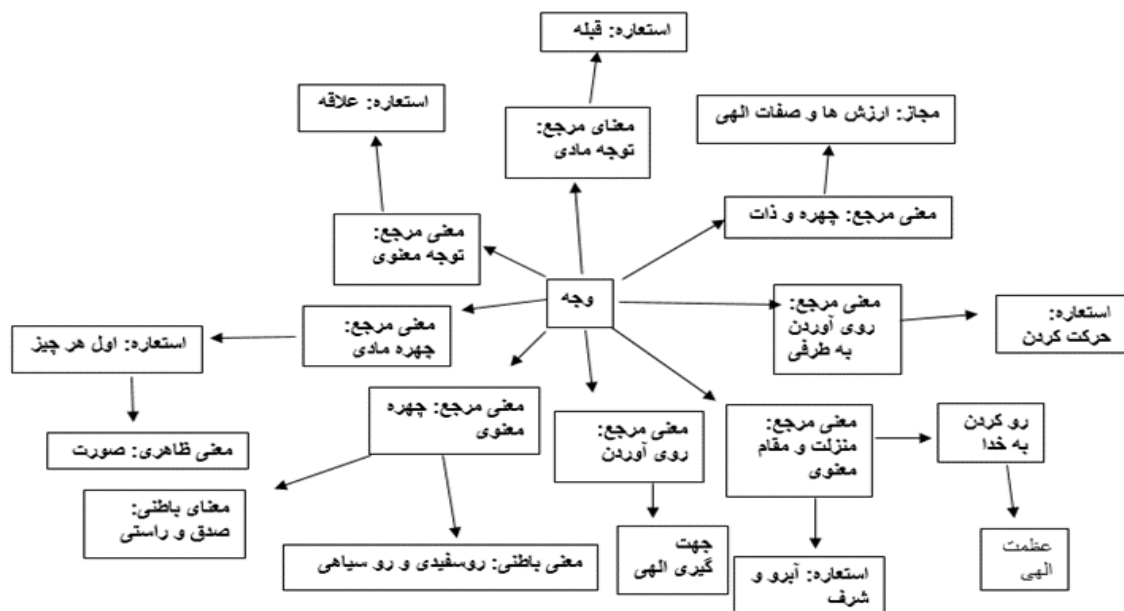 استعاره: قبله
استعاره: علاقه
معنای مرجع:
توجه مادی
مجاز: ارزش ها و صفات الهی
معنی مرجع: چهره و ذات
معنی مرجع:
توجه معنوی
وجه
معنی مرجع:
روی آوردن
به طرفی
استعاره:
حرکت کردن
معنی مرجع:
چهره مادی
استعاره: اول هر چیز
معنی ظاهری: صورت
معنی مرجع: چهره
معنوی
معنی مرجع:
روی آوردن
معنی مرجع:
منزلت و مقام
معنوی
رو کردن
به خدا
معنای باطنی:
صدق و راستی
معنی باطنی: روسفیدی و رو سیاهی
جهت
گیری الهی
استعاره: آبرو و
شرف
عظمت
الهی